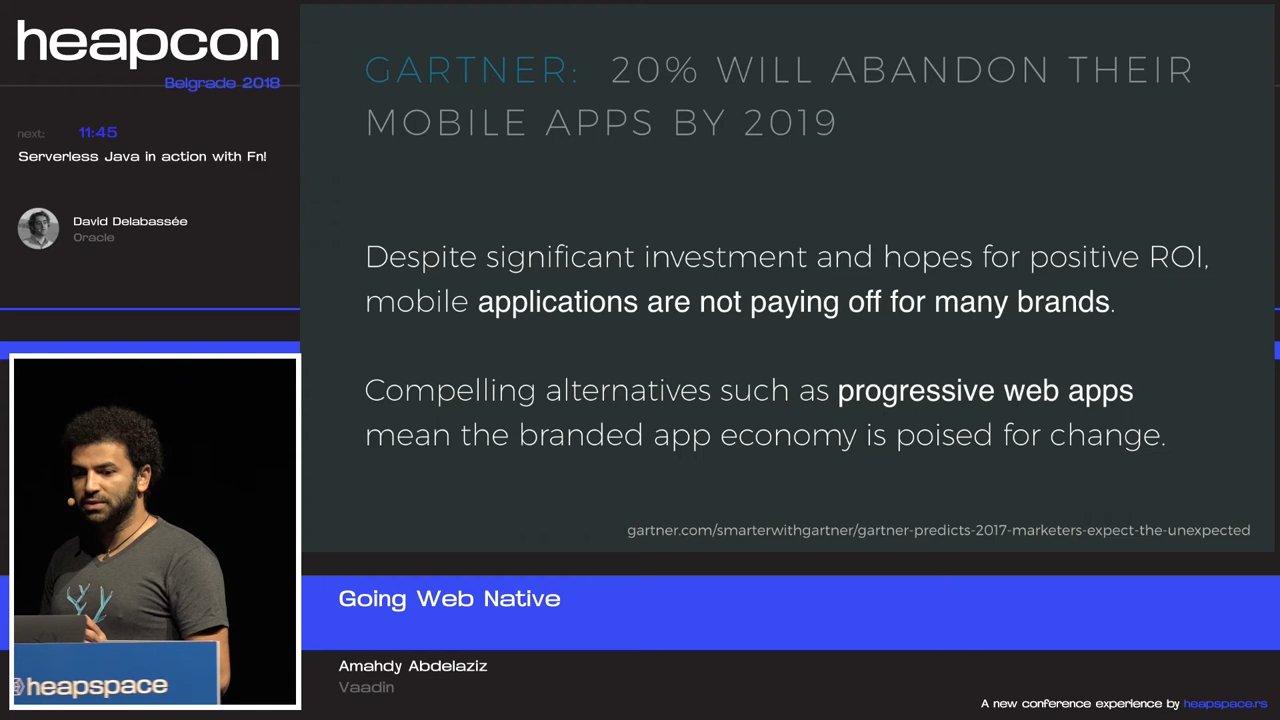 heapcon
Belgrade 2018
next: 11:45
Serverless Java in action with Fn!
David Delabassée
Oracle
GARTNER: 20% WILL ABANDON THEIR
MOBILE APPS BY 2019
Despite significant investment and hopes for positive ROI,
mobile applications are not paying off for many brands.
Compelling alternatives such as progressive web apps
mean the branded app economy is poised for change.
gartner.com/smarterwithgartner/gartner-predicts-2017-marketers-expect-the-unexpected
heapspace
Going Web Native
Amahdy Abdelaziz
Vaadin
A new conference experience by heapspace.rs